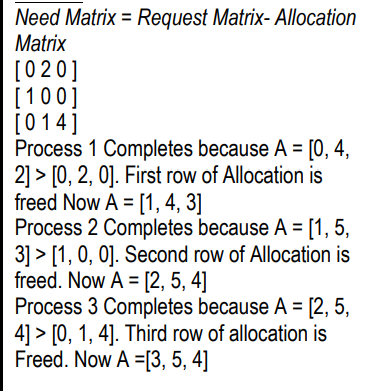 Need Matrix = Request Matrix- Allocation
Matrix
[ 0 2 0 ]
[ 1 0 0 ]
[ 0 1 4 ]
Process 1 Completes because A = [0, 4,
2] > [0, 2, 0]. First row of Allocation is
freed Now A = [1, 4, 3]
Process 2 Completes because A = [1, 5,
3] > [1, 0, 0]. Second row of Allocation is
freed. Now A = [2, 5, 4]
Process 3 Completes because A = [2, 5,
4] > [0, 1, 4]. Third row of allocation is
Freed. Now A =[3, 5, 4]